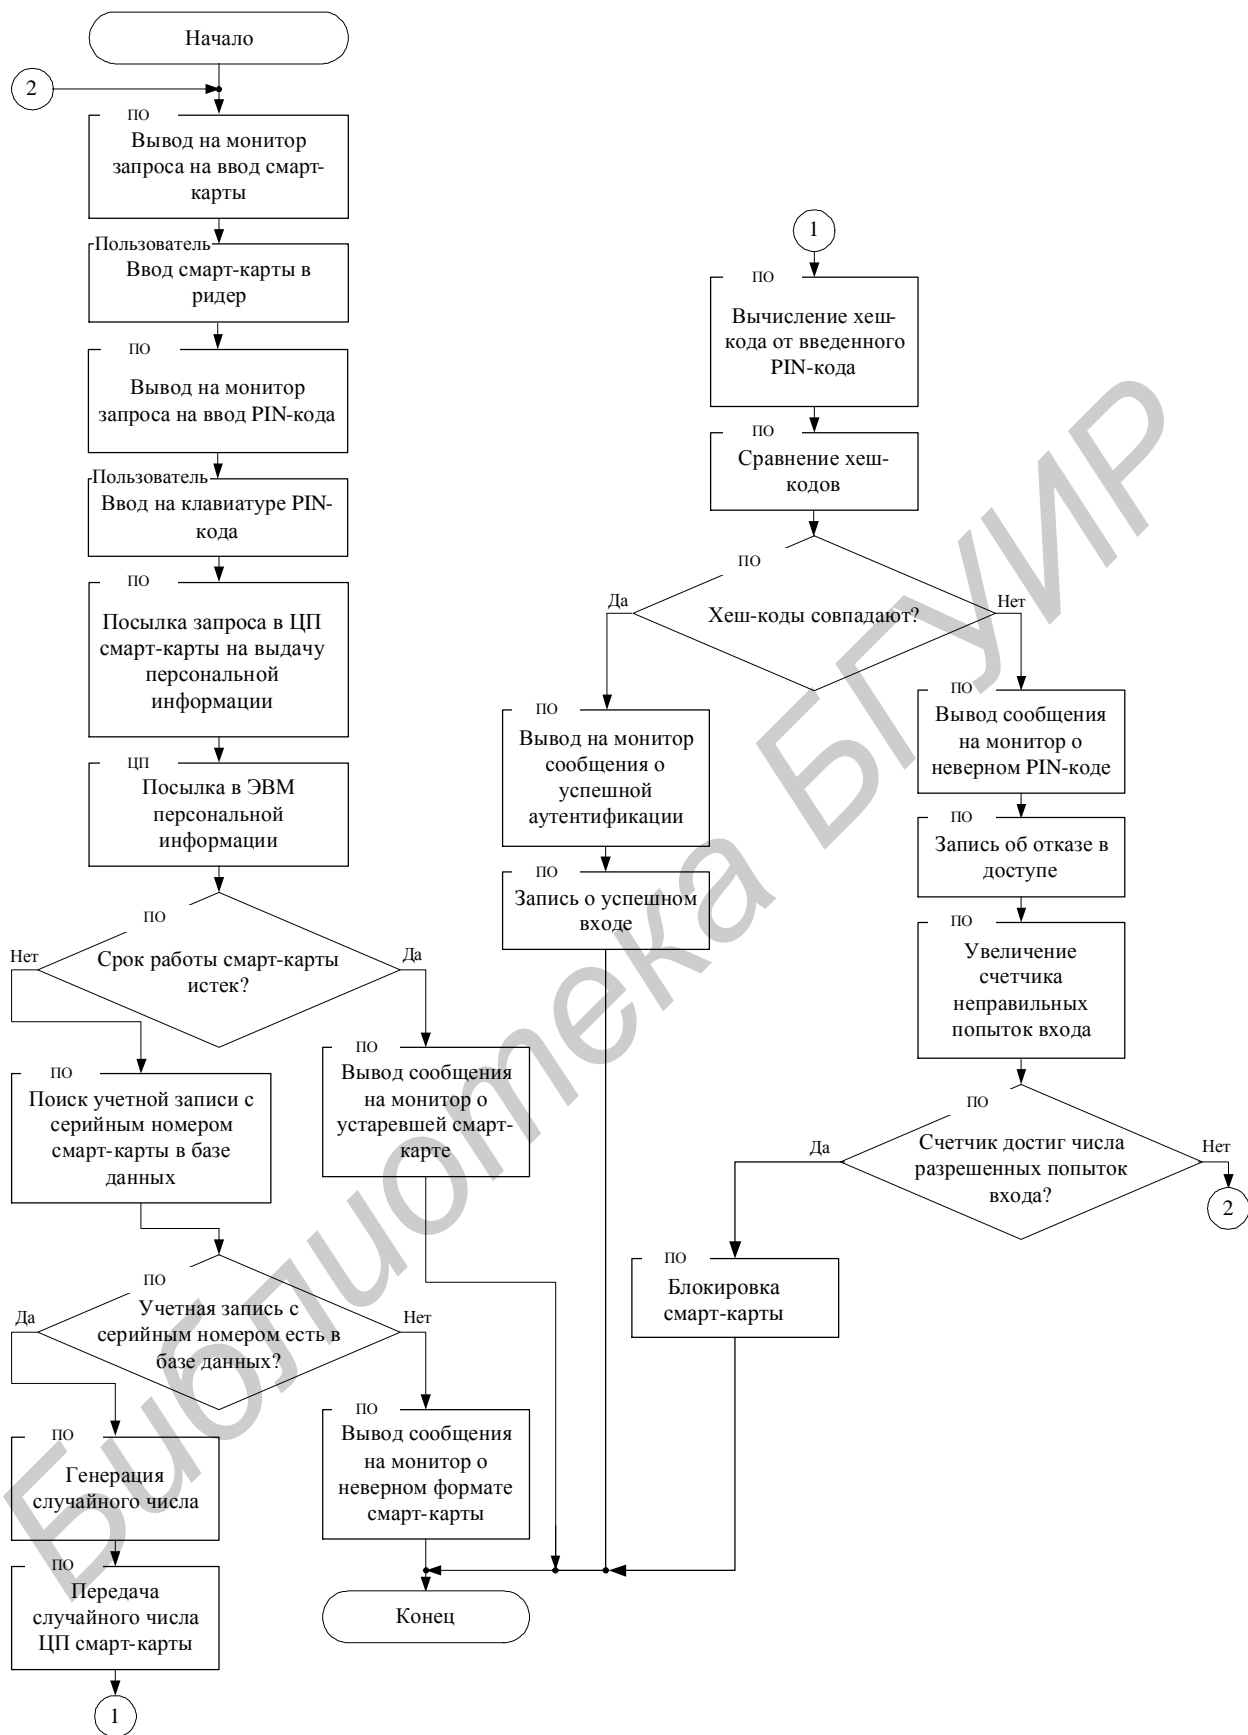 Начало
2
ПО
Вывод на монитор
запроса на ввод смарт-
карты
Пользователь
Ввод смарт-карты в
ридер
ПО
Вывод на монитор
запроса на ввод PIN-кода
Пользователь
Ввод на клавиатуре PIN-
кода
ПО
Посылка запроса в ЦП
смарт-карты на выдачу
персональной
информации
ЦП
Посылка в ЭВМ
персональной
информации
ПО
Срок работы смарт-карты
истек?
Нет
Да
ПО
Поиск учетной записи с
серийным номером
смарт-карты в базе
данных
ПО
Вывод сообщения
на монитор о
устаревшей смарт-
карте
ПО
Учетная запись с
серийным номером есть в
базе данных?
Да
Нет
ПО
Генерация
случайного числа
ПО
Вывод сообщения
на монитор о
неверном формате
смарт-карты
ПО
Передача
случайного числа
ЦП смарт-карты
1
Конец
1
ПО
Вычисление хеш-
кода от введенного
PIN-кода
ПО
Сравнение хеш-
кодов
ПО
Хеш-коды совпадают?
Да
Нет
ПО
Вывод на монитор
сообщения о
успешной
аутентификации
ПО
Запись о успешном
входе
ПО
Вывод сообщения
на монитор о
неверном PIN-коде
ПО
Запись об отказе в
доступе
ПО
Увеличение
счетчика
неправильных
попыток входа
ПО
Счетчик достиг числа
разрешенных попыток
входа?
Да
Нет
2
ПО
Блокировка
смарт-карты
Библиотека БГУИР